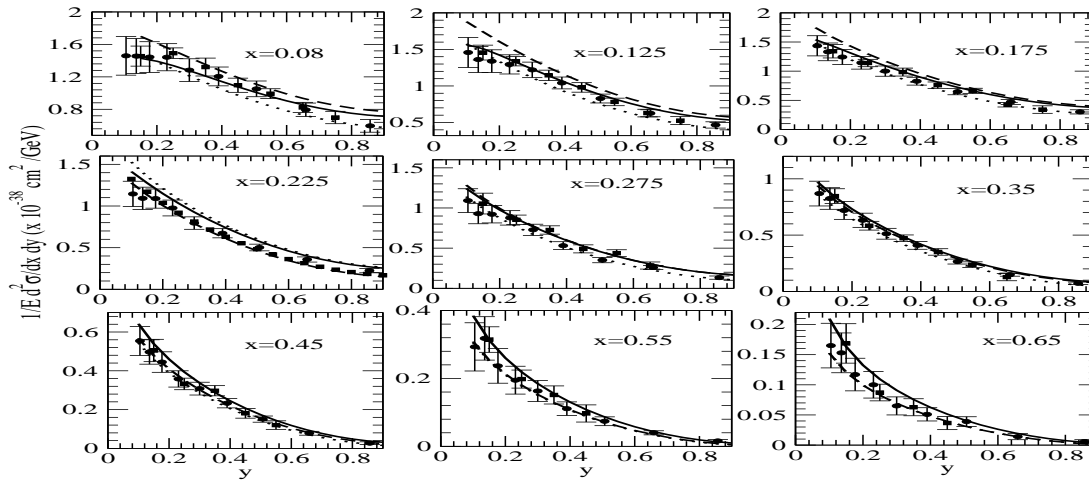 2 2 2
1.6 x=0.08 1.5 x=0.125 1.5 x=0.175
1.2 1 1
0.8 0.5 0.5
0
0 0.2 0.4 0.6 0.8 0 0.2 0.4 0.6 0.8 0 0.2 0.4 0.6 0.8
1/E d²σ/dx dy (x 10⁻³⁸ cm² /GeV)
1.5 x=0.225 1.5 x=0.275 1 x=0.35
1 1
0.5 0.5 0.5
0 0 0
0 0.2 0.4 0.6 0.8 0 0.2 0.4 0.6 0.8 0 0.2 0.4 0.6 0.8
0.6 x=0.45 0.4 x=0.55 0.2 x=0.65
0.4 0.15
0.2 0.2 0.1
0.05
0 0 0
0 0.2 0.4 0.6 0.8 0 0.2 0.4 0.6 0.8 0 0.2 0.4 0.6 0.8
y y y